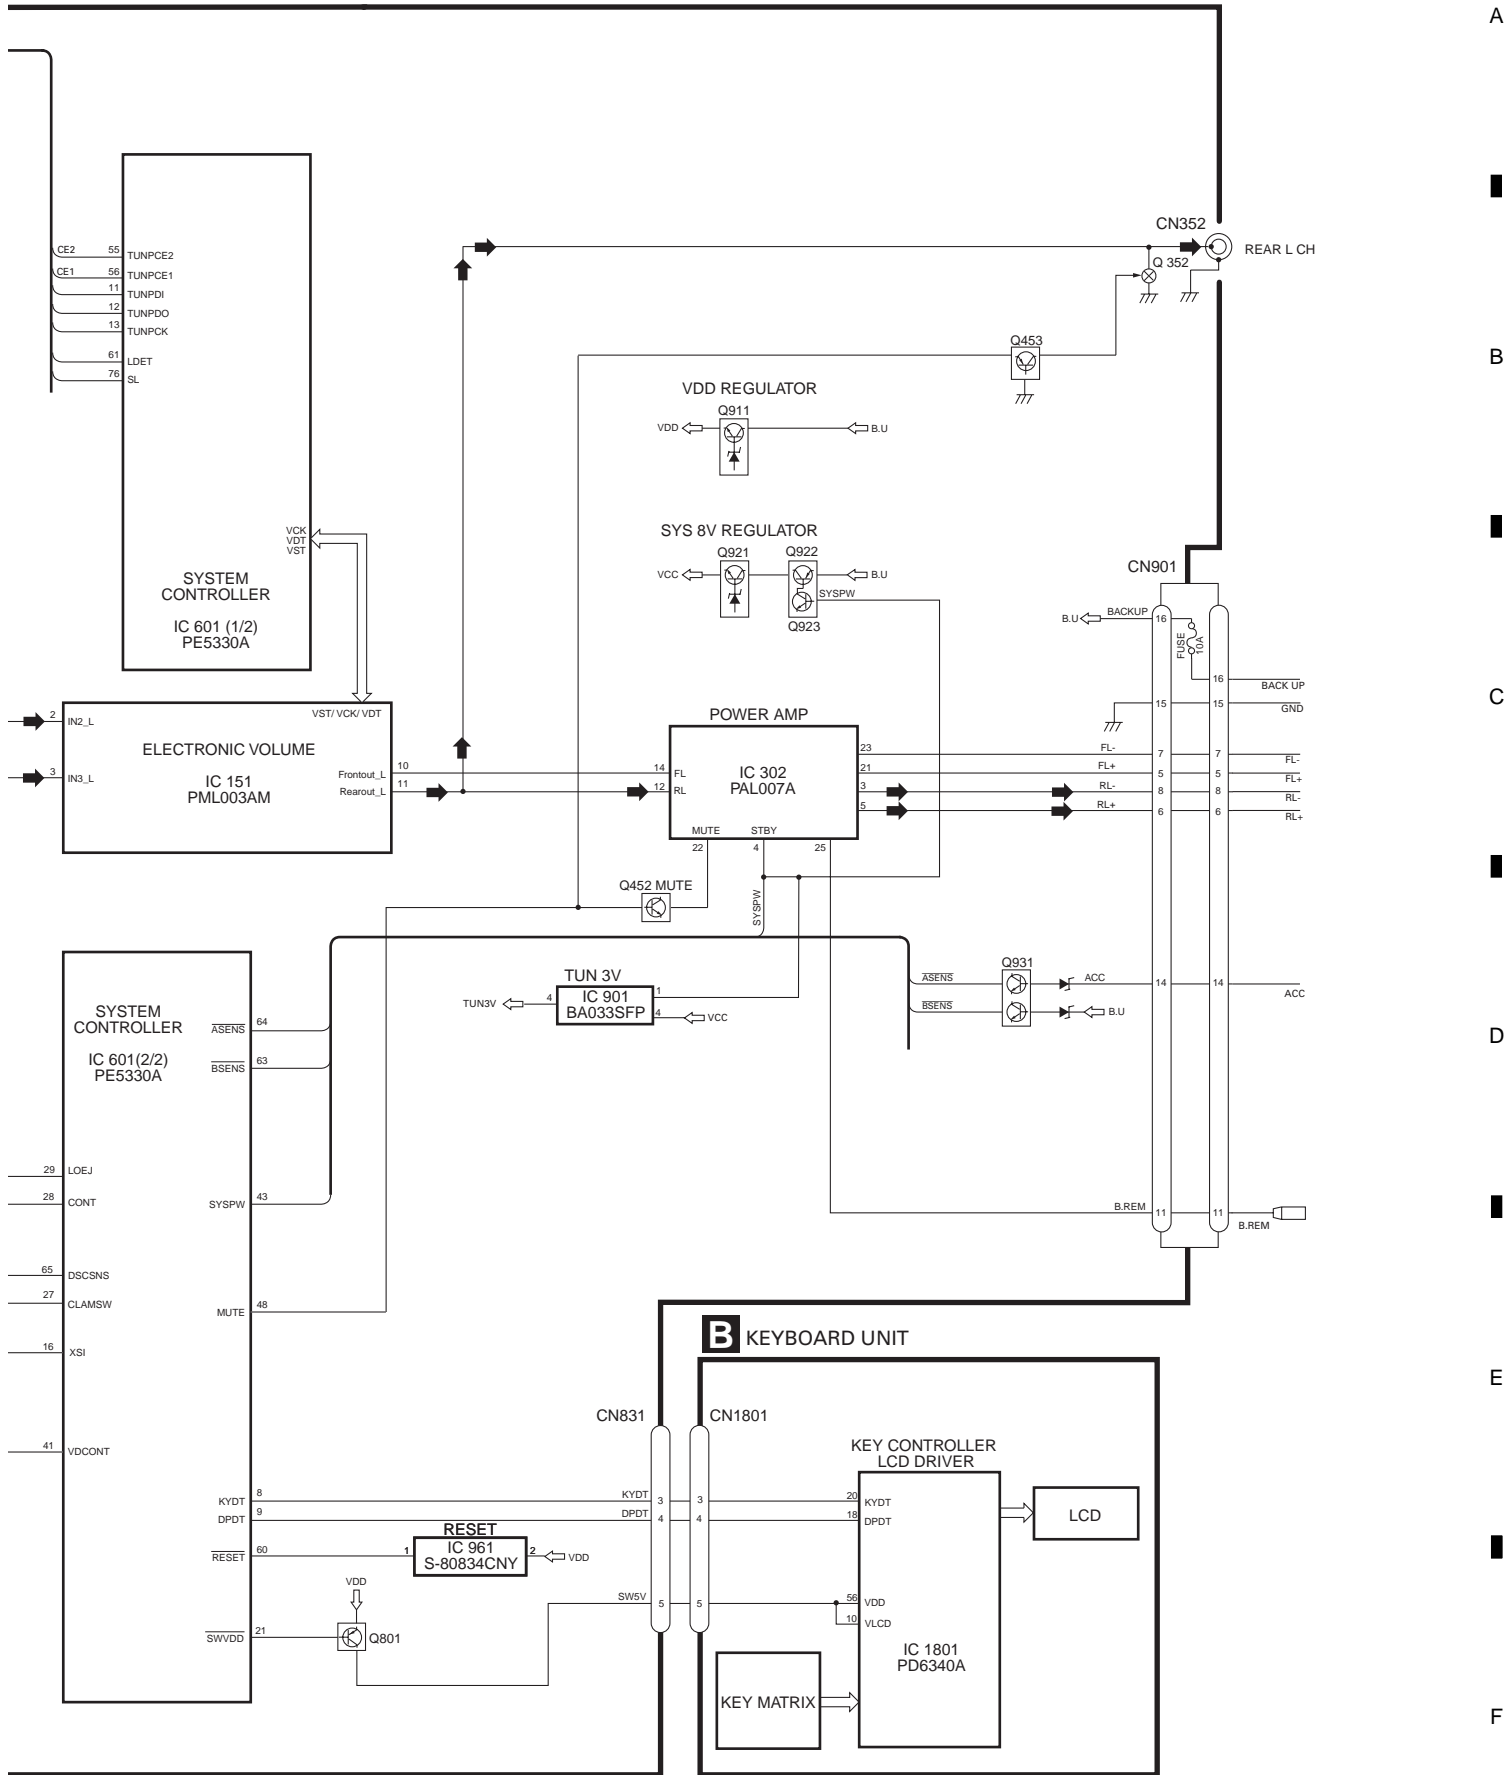 A
CN352
REAR L CH
Q 352
CE2 55 TUNPCE2
CE1 56 TUNPCE1
11 TUNPDI
12 TUNPDO
13 TUNPCK
61 LDET
76 SL
Q453
B
VDD REGULATOR
Q911
VDD
B.U
VCK
VDT
VST
SYSTEM
CONTROLLER
IC 601 (1/2)
PE5330A
SYS 8V REGULATOR
Q921
Q922
VCC
B.U
SYSPW
Q923
CN901
B.U
BACKUP
16
FUSE
10A
16
BACK UP
15
15
GND
C
2 IN2_L
3 IN3_L
VST/ VCK/ VDT
ELECTRONIC VOLUME
IC 151
PML003AM
Frontout_L 10
Rearout_L 11
POWER AMP
14 FL
12 RL
IC 302
PAL007A
23
21
3
5
MUTE
STBY
22
4
25
FL- 7 7 FL-
FL+ 5 5 FL+
RL- 8 8 RL-
RL+ 6 6 RL+
Q452 MUTE
SYSPW
TUN 3V
TUN3V
4
IC 901
BA033SFP
1
4
VCC
ASENS
Q931
ACC
14
14
ACC
BSENS
B.U
D
SYSTEM
CONTROLLER
IC 601(2/2)
PE5330A
ASENS 64
BSENS 63
29 LOEJ
28 CONT
SYSPW 43
65 DSCSNS
27 CLAMSW
MUTE 48
16 XSI
41 VDCONT
B.REM
11
11
B.REM
B KEYBOARD UNIT
E
CN831
CN1801
KEY CONTROLLER
LCD DRIVER
KYDT 8
KYDT 3 3 20 KYDT
DPDT 9
DPDT 4 4 18 DPDT
LCD
RESET
RESET 60
1
IC 961
S-80834CNY
2
VDD
VDD
SW5V 5 5 56 VDD
10 VLCD
SWVDD 21
Q801
IC 1801
PD6340A
KEY MATRIX
F